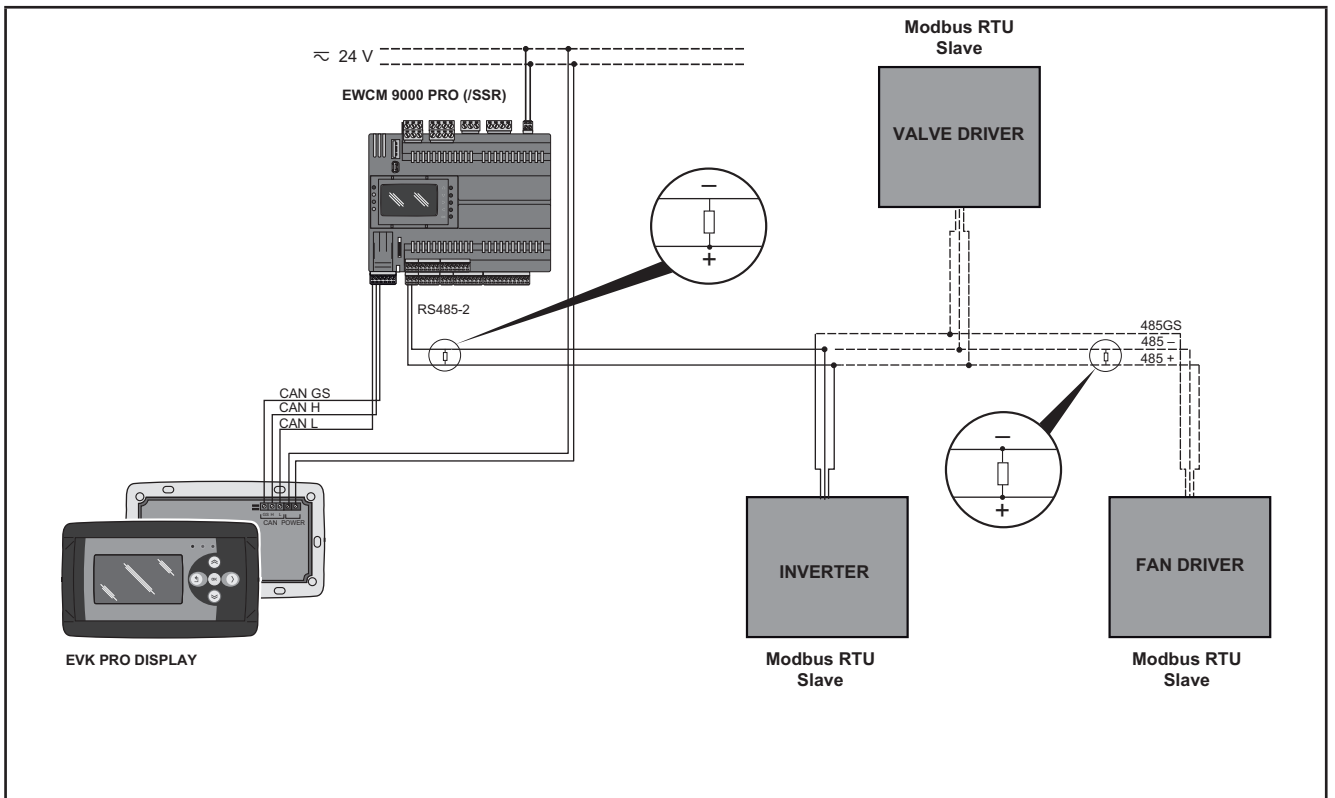 Modbus RTU
Slave
⎓ 24 V
EWCM 9000 PRO (/SSR)
VALVE DRIVER
–
+
RS485-2
485GS
485 –
485 +
CAN GS
CAN H
CAN L
–
+
GS H L
CAN POWER
INVERTER
FAN DRIVER
EVK PRO DISPLAY
Modbus RTU
Slave
Modbus RTU
Slave